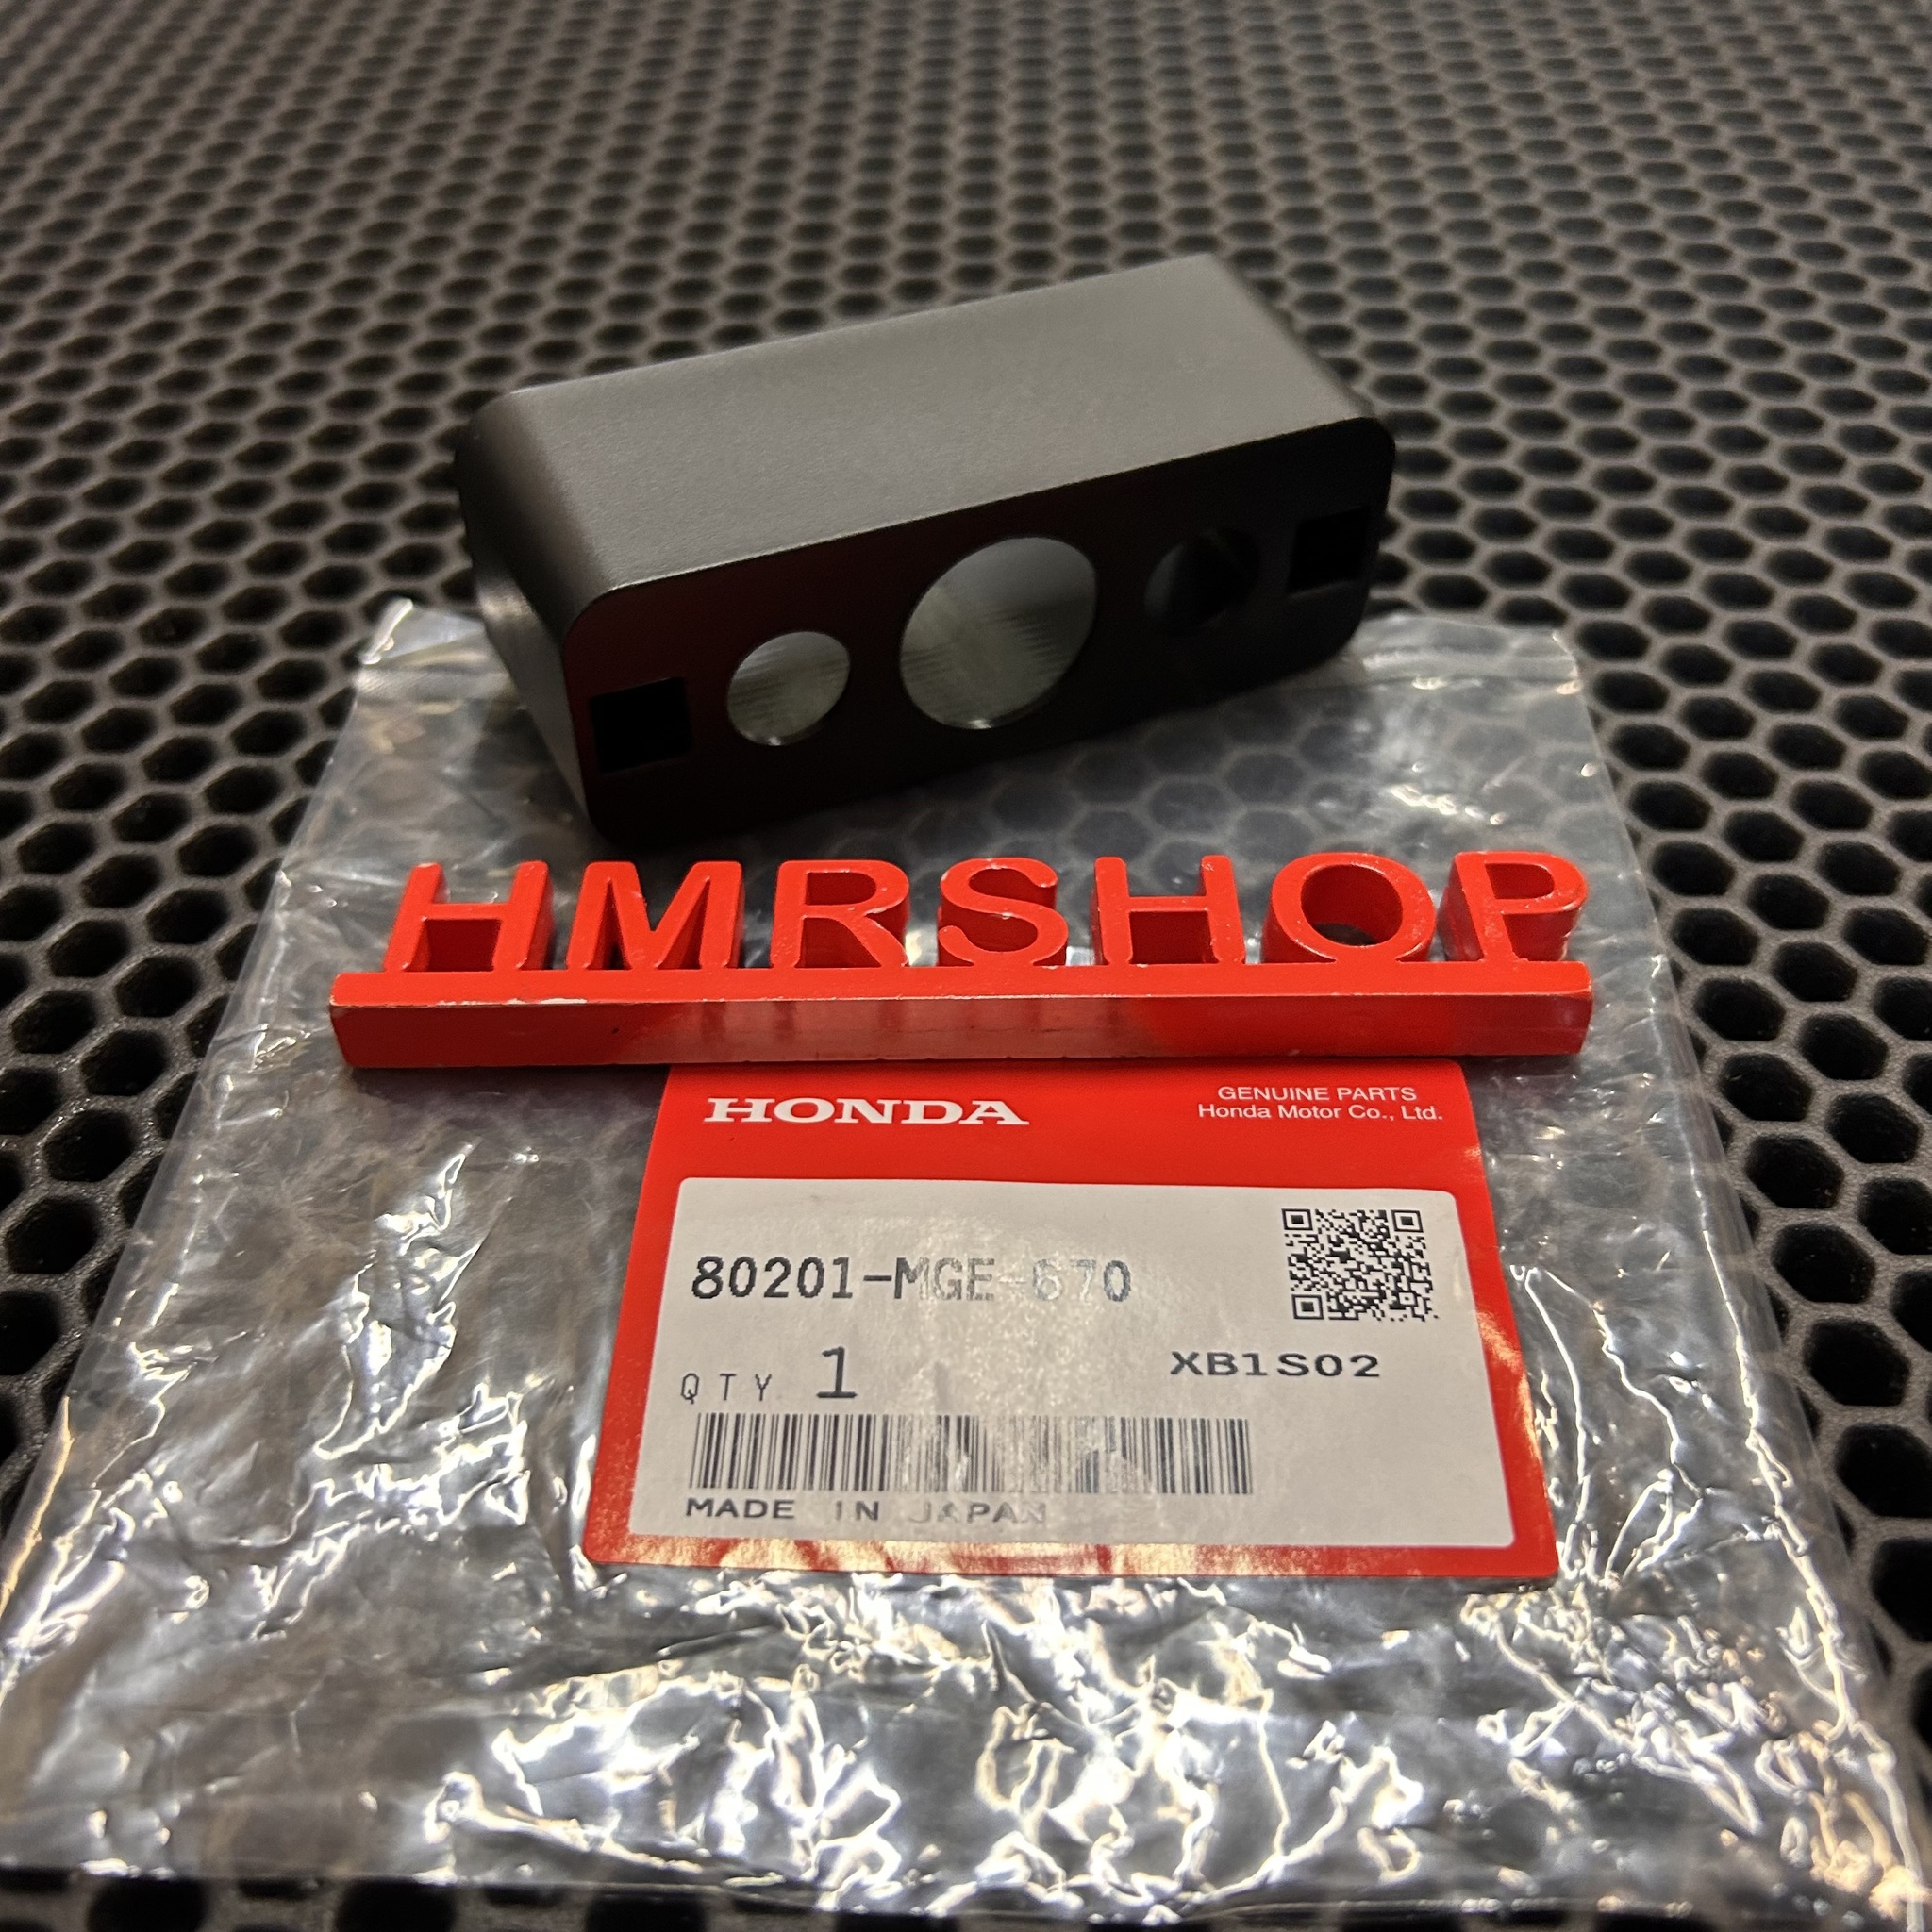 HMRSHOP
HONDA
GENUINE PARTS
Honda Motor Co., Ltd.
80201-MGE-670
QTY 1
XB1S02
MADE IN JAPAN